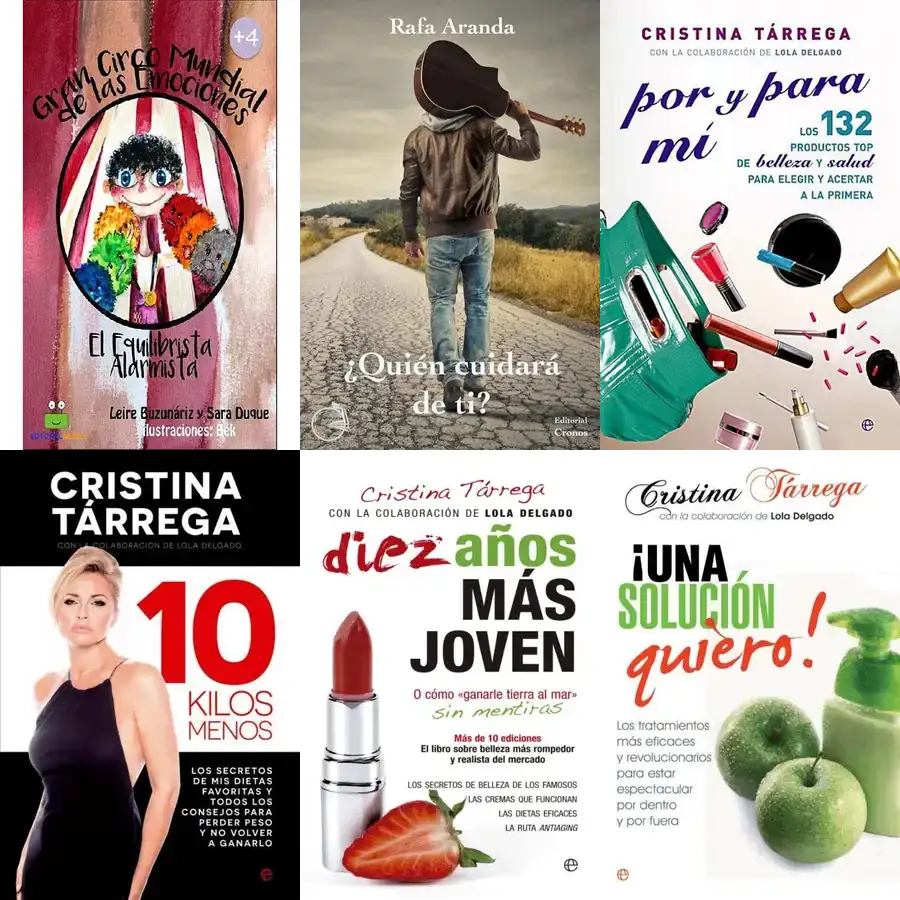 +4
Gran Circo Mundial
de las Emociones
El Equilibrista
Alarmista
Leire Buzunáriz y Sara Duque
Ilustraciones: Bék
Rafa Aranda
¿Quién cuidará
de ti?
Editorial
Cronos
CRISTINA TÁRREGA
CON LA COLABORACIÓN DE LOLA DELGADO
por y para
mí
LOS 132
PRODUCTOS TOP
DE belleza Y salud
PARA ELEGIR Y ACERTAR
A LA PRIMERA
CRISTINA
TÁRREGA
CON LA COLABORACIÓN DE LOLA DELGADO
10
KILOS
MENOS
LOS SECRETOS
DE MIS DIETAS
FAVORITAS Y
TODOS LOS
CONSEJOS PARA
PERDER PESO
Y NO VOLVER
A GANARLO
Cristina Tárrega
CON LA COLABORACIÓN DE LOLA DELGADO
diez años
MÁS
JOVEN
O cómo «ganarle tierra al mar»
sin mentiras
Más de 10 ediciones
El libro sobre belleza más rompedor
y realista del mercado
LOS SECRETOS DE BELLEZA DE LOS FAMOSOS
LAS CREMAS QUE FUNCIONAN
LAS DIETAS EFICACES
LA RUTA ANTIAGING
Cristina Tárrega
con la colaboración de Lola Delgado
¡UNA
SOLUCIÓN
quiero!
Los tratamientos
más eficaces
y revolucionarios
para estar
espectacular
por dentro
y por fuera